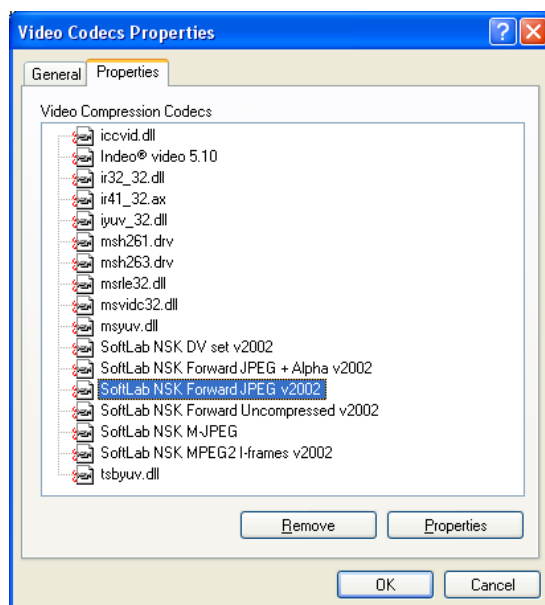 Video Codecs Properties
General Properties
Video Compression Codecs
iccvid.dll
Indeo® video 5.10
ir32_32.dll
ir41_32.ax
iyuv_32.dll
msh261.drv
msh263.drv
msrle32.dll
msvidc32.dll
msyuv.dll
SoftLab NSK DV set v2002
SoftLab NSK Forward JPEG + Alpha v2002
SoftLab NSK Forward JPEG v2002
SoftLab NSK Forward Uncompressed v2002
SoftLab NSK M-JPEG
SoftLab NSK MPEG2 I-frames v2002
tsbyuv.dll
Remove Properties
OK Cancel